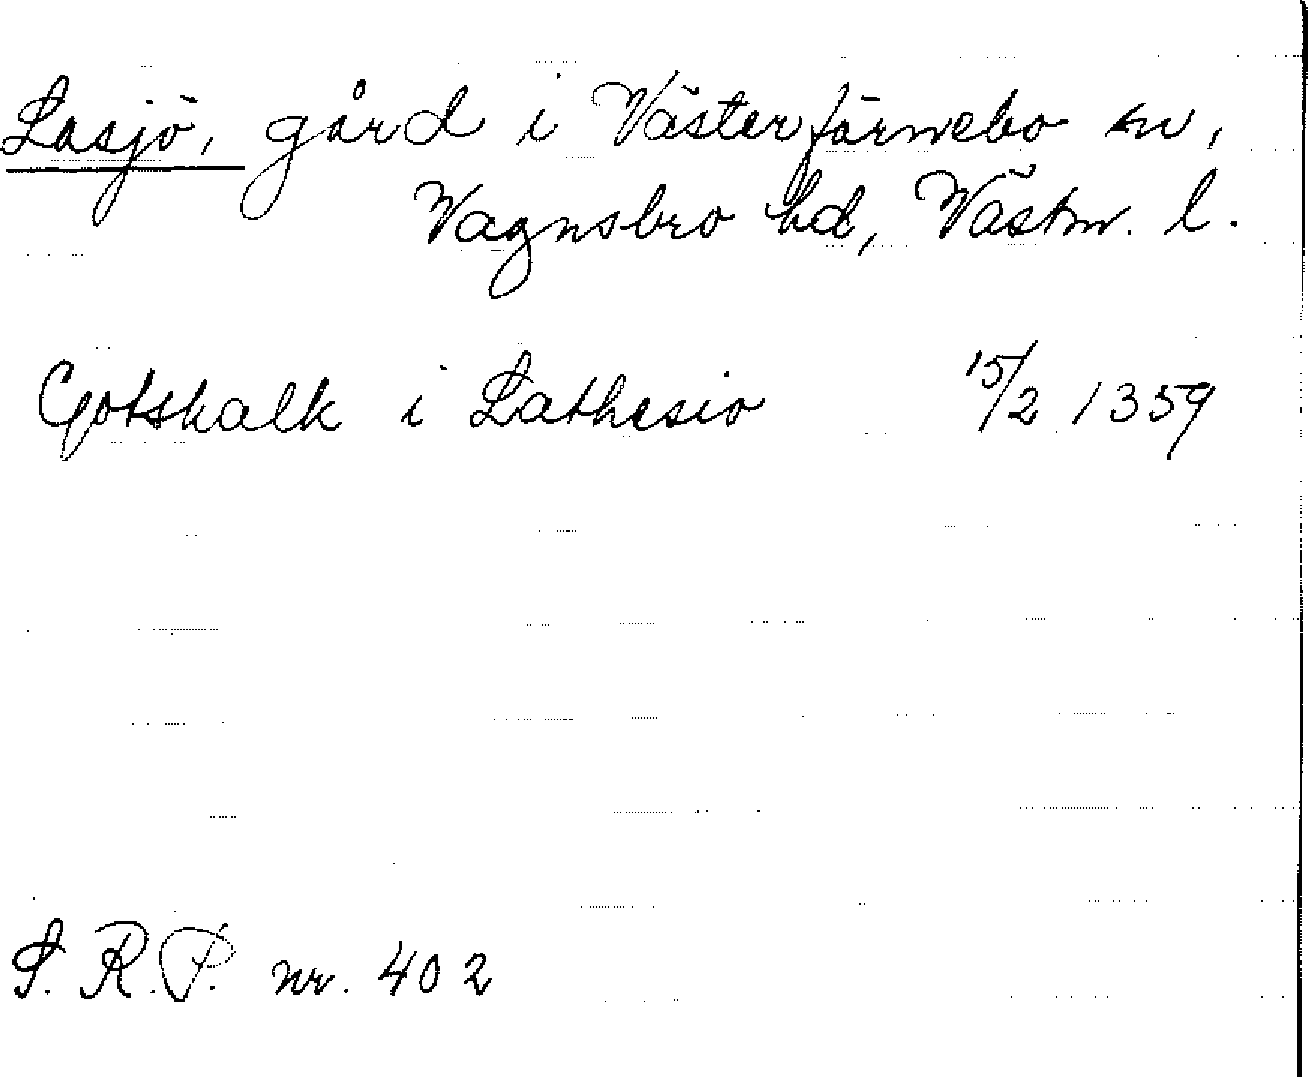 Lasjö, gård i Västerfärnebo sn,
Vagnsbro hd, Västm. l.
Gotskalk i Lathesio 15/2 1359
S. R. P. nr. 402